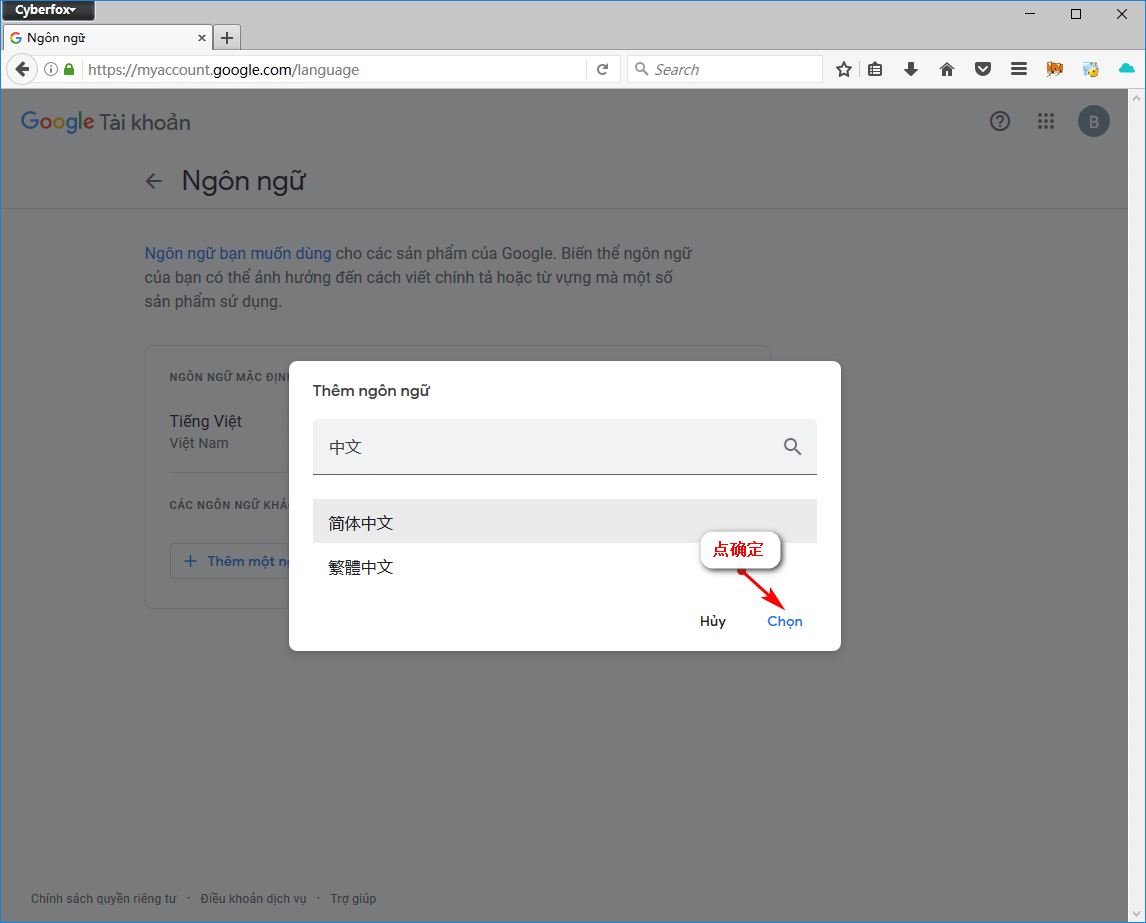 Cyberfox
Ngôn ngữ
https://myaccount.google.com/language
Search
Google Tài khoản
B
Ngôn ngữ
Ngôn ngữ bạn muốn dùng cho các sản phẩm của Google. Biến thể ngôn ngữ
của bạn có thể ảnh hưởng đến cách viết chính tả hoặc từ vựng mà một số
sản phẩm sử dụng.
NGÔN NGỮ MẶC ĐỊN
Tiếng Việt
Việt Nam
CÁC NGÔN NGỮ KHÁ
Thêm một n
Thêm ngôn ngữ
中文
简体中文
繁體中文
点确定
Hủy
Chọn
Chính sách quyền riêng tư · Điều khoản dịch vụ · Trợ giúp